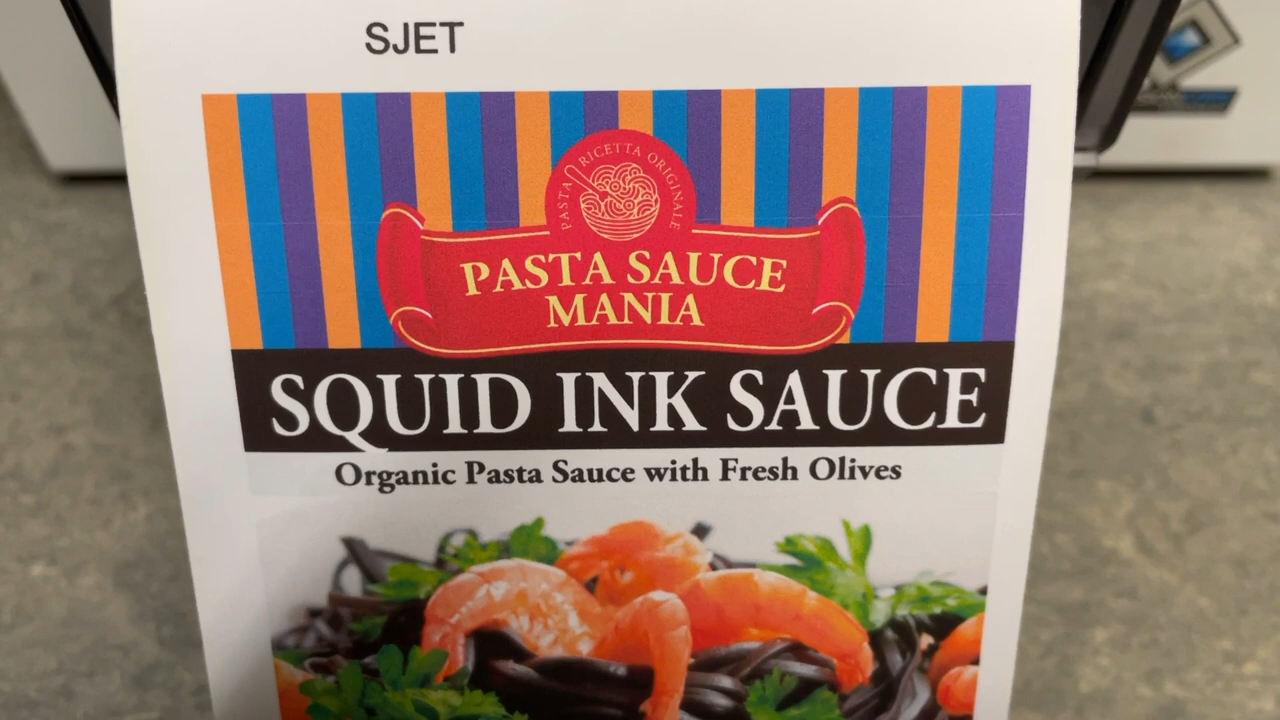 SJET
PASTA RICETTA ORIGINALE
PASTA SAUCE
MANIA
SQUID INK SAUCE
Organic Pasta Sauce with Fresh Olives